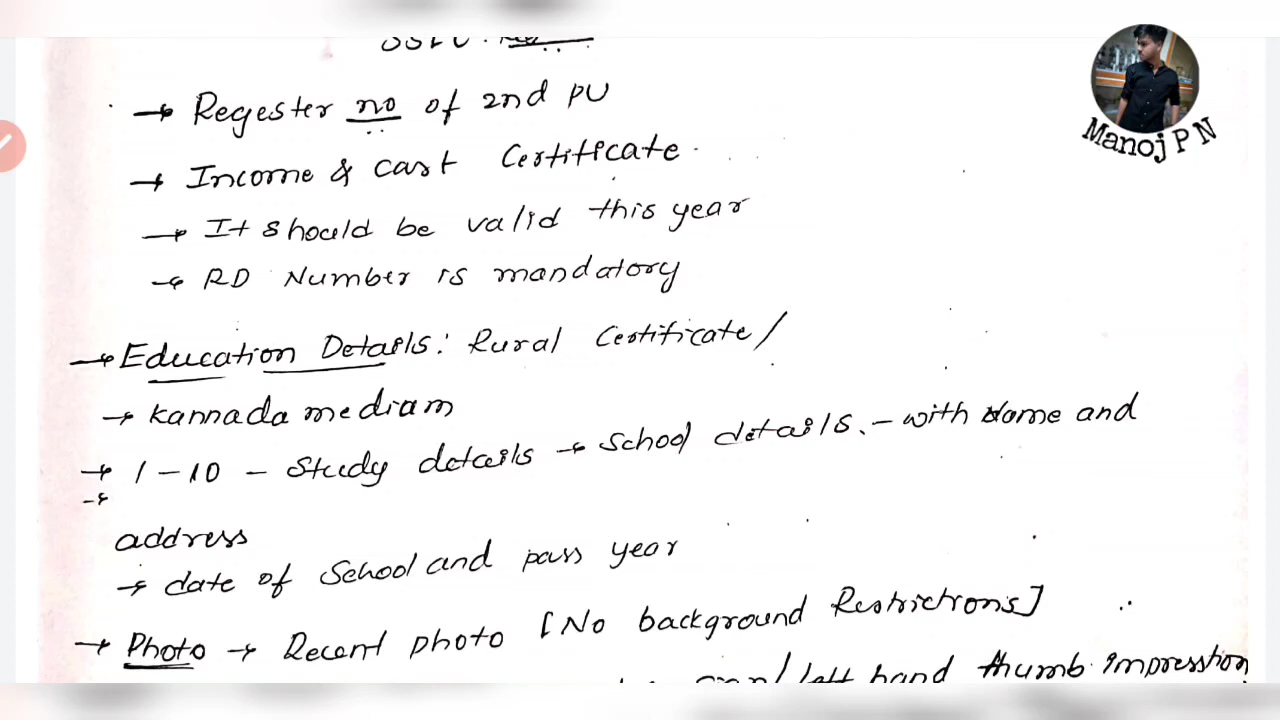 → Regester no of 2nd PU
→ Income & cast Certificate
→ It should be valid this year
→ RD Number is mandatory
→ Education Details: Rural Certificate/
→ kannada medium
→ 1-10 - Study details → School details. - with Name and
→
address
→ date of School and pass year
→ Photo → Recent photo [No background Restrictions]
sign/left hand thumb impression
Manoj P N